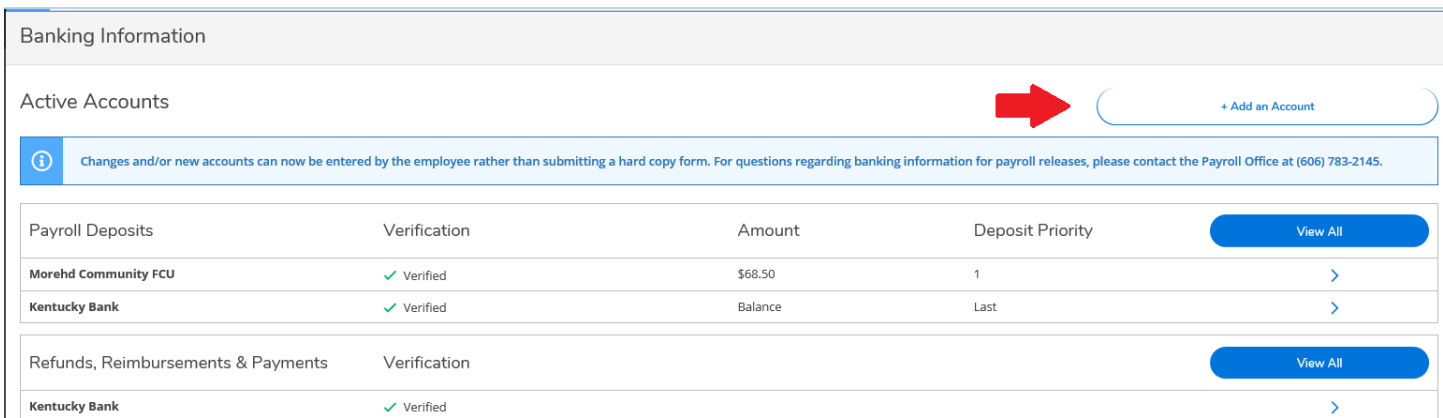 Banking Information
Active Accounts
+ Add an Account
Changes and/or new accounts can now be entered by the employee rather than submitting a hard copy form. For questions regarding banking information for payroll releases, please contact the Payroll Office at (606) 783-2145.
Payroll Deposits Verification Amount Deposit Priority View All
Morehd Community FCU Verified $68.50 1
Kentucky Bank Verified Balance Last
Refunds, Reimbursements & Payments Verification View All
Kentucky Bank Verified